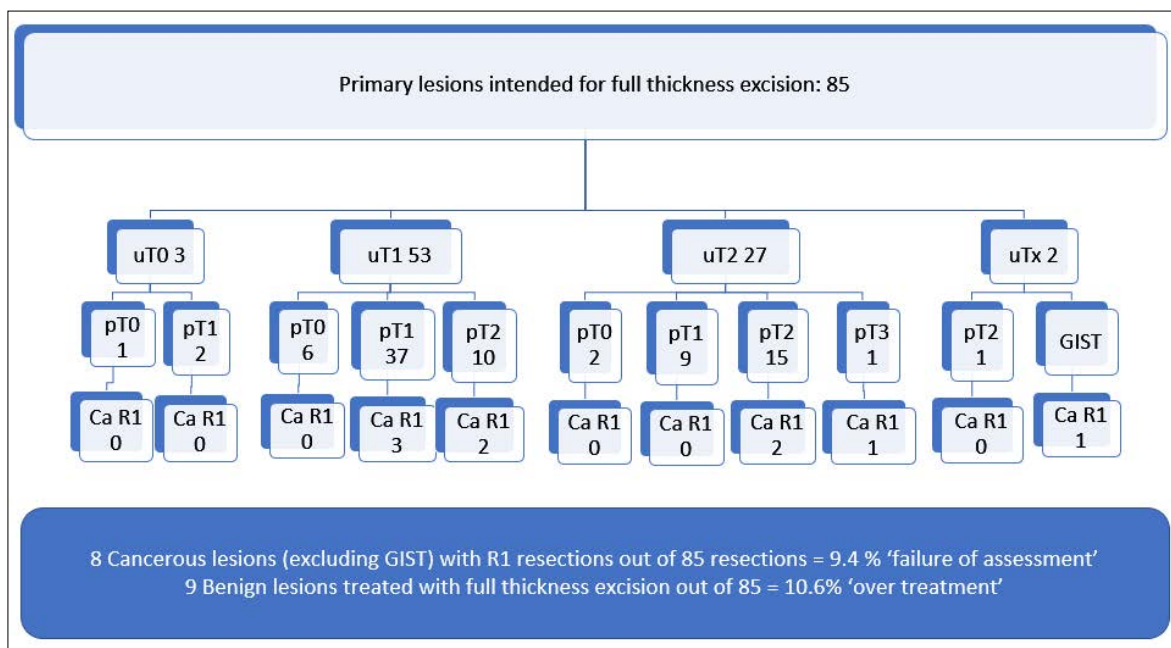 Primary lesions intended for full thickness excision: 85
uT0 3
uT1 53
uT2 27
uTx 2
pT0
1
pT1
2
pT0
6
pT1
37
pT2
10
pT0
2
pT1
9
pT2
15
pT3
1
pT2
1
GIST
Ca R1
0
Ca R1
0
Ca R1
0
Ca R1
3
Ca R1
2
Ca R1
0
Ca R1
0
Ca R1
2
Ca R1
1
Ca R1
0
Ca R1
1
8 Cancerous lesions (excluding GIST) with R1 resections out of 85 resections = 9.4 % ‘failure of assessment’
9 Benign lesions treated with full thickness excision out of 85 = 10.6% ‘over treatment’